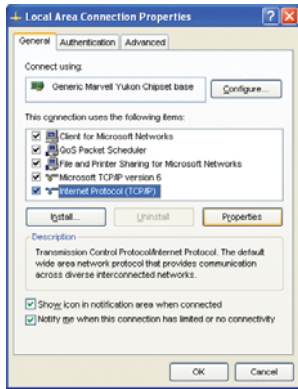 Local Area Connection Properties
General Authentication Advanced
Connect using:
Generic Marvell Yukon Chipset base Configure...
This connection uses the following items:
Client for Microsoft Networks
QoS Packet Scheduler
File and Printer Sharing for Microsoft Networks
Microsoft TCP/IP version 6
Internet Protocol (TCP/IP)
Install... Uninstall Properties
Description
Transmission Control Protocol/Internet Protocol. The default
wide area network protocol that provides communication
across diverse interconnected networks.
Show icon in notification area when connected
Notify me when this connection has limited or no connectivity
OK Cancel